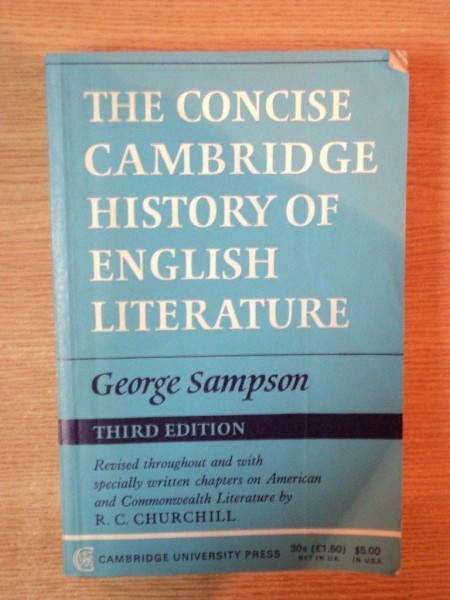 THE CONCISE
CAMBRIDGE
HISTORY OF
ENGLISH
LITERATURE
George Sampson
THIRD EDITION
Revised throughout and with
specially written chapters on American
and Commonwealth Literature by
R. C. CHURCHILL
CAMBRIDGE UNIVERSITY PRESS 30s (£1.50) $5.00
NET IN U.K. IN U.S.A.